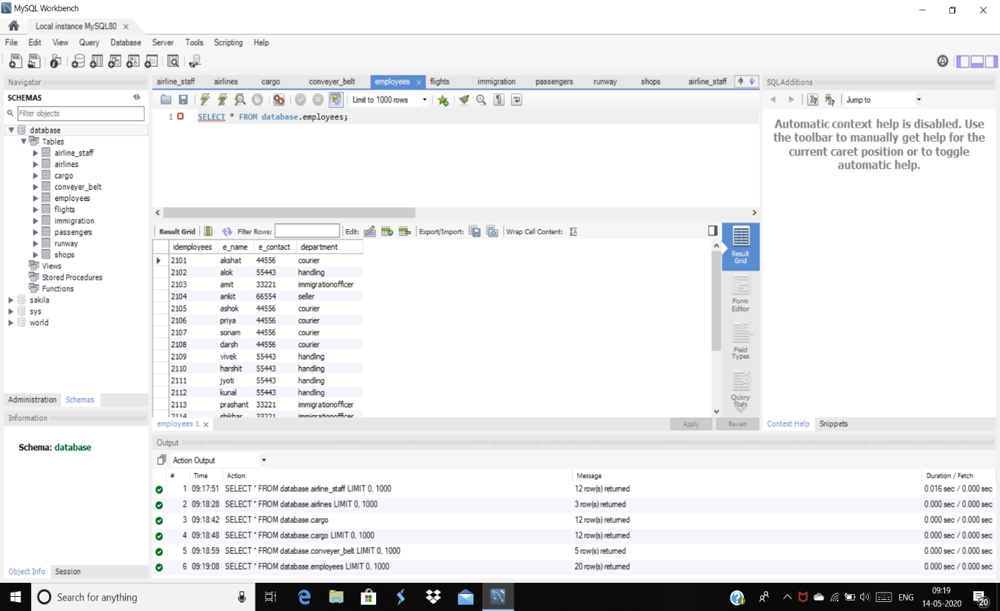 MySQL Workbench
Local instance MySQL80
File Edit View Query Database Server Tools Scripting Help
Navigator
SCHEMAS
Filter objects
database
Tables
airline_staff
airlines
cargo
conveyer_belt
employees
flights
immigration
passengers
runway
shops
Views
Stored Procedures
Functions
sakila
sys
world
Administration Schemas
Information
Schema: database
Object Info Session
airline_staff airlines cargo conveyer_belt employees flights immigration passengers runway shops airline_staff
Limit to 1000 rows
1 SELECT * FROM database.employees;
Result Grid Filter Rows: Edit: Export/Import: Wrap Cell Content:
idemployees e_name e_contact department
2101 akshat 44556 courier
2102 alok 55443 handling
2103 amit 33221 immigrationofficer
2104 ankit 66554 seller
2105 ashok 44556 courier
2106 priya 44556 courier
2107 sonam 44556 courier
2108 darsh 44556 courier
2109 vivek 55443 handling
2110 harshit 55443 handling
2111 jyoti 55443 handling
2112 kunal 55443 handling
2113 prashant 33221 immigrationofficer
2114 shikhar 33221 immigrationofficer
Result Grid
Form Editor
Field Types
Query Stats
employees 1 Apply Revert
SQLAdditions
Jump to
Automatic context help is disabled. Use
the toolbar to manually get help for the
current caret position or to toggle
automatic help.
Context Help Snippets
Output
Action Output
# Time Action Message Duration / Fetch
1 09:17:51 SELECT * FROM database.airline_staff LIMIT 0, 1000 12 row(s) returned 0.016 sec / 0.000 sec
2 09:18:28 SELECT * FROM database.airlines LIMIT 0, 1000 3 row(s) returned 0.000 sec / 0.000 sec
3 09:18:42 SELECT * FROM database.cargo 12 row(s) returned 0.000 sec / 0.000 sec
4 09:18:48 SELECT * FROM database.cargo LIMIT 0, 1000 12 row(s) returned 0.000 sec / 0.000 sec
5 09:18:59 SELECT * FROM database.conveyer_belt LIMIT 0, 1000 5 row(s) returned 0.000 sec / 0.000 sec
6 09:19:08 SELECT * FROM database.employees LIMIT 0, 1000 20 row(s) returned 0.000 sec / 0.000 sec
Search for anything
ENG
09:19
14-05-2020
20